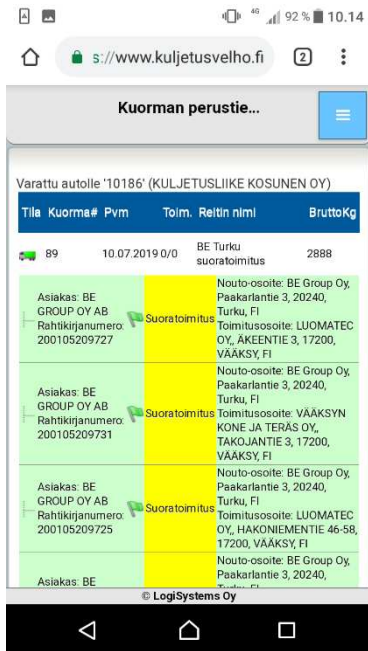 4G 92 % 10.14
s://www.kuljetusvelho.fi 2
Kuorman perustie...
Varattu autolle '10186' (KULJETUSLIIKE KOSUNEN OY)
Tila Kuorma# Pvm Toim. Reitin nimi BruttoKg
89 10.07.2019 0/0 BE Turku suoratoimitus 2888
Asiakas: BE
GROUP OY AB
Rahtikirjanumero:
200105209727
Suoratoimitus
Nouto-osoite: BE Group Oy,
Paakarlantie 3, 20240,
Turku, FI
Toimitusosoite: LUOMATEC
OY,, ÄKEENTIE 3, 17200,
VÄÄKSY, FI
Asiakas: BE
GROUP OY AB
Rahtikirjanumero:
200105209731
Suoratoimitus
Nouto-osoite: BE Group Oy,
Paakarlantie 3, 20240,
Turku, FI
Toimitusosoite: VÄÄKSYN
KONE JA TERÄS OY,,
TAKOJANTIE 3, 17200,
VÄÄKSY, FI
Asiakas: BE
GROUP OY AB
Rahtikirjanumero:
200105209725
Suoratoimitus
Nouto-osoite: BE Group Oy,
Paakarlantie 3, 20240,
Turku, FI
Toimitusosoite: LUOMATEC
OY,, HAKONIEMENTIE 46-58,
17200, VÄÄKSY, FI
Asiakas: BE
Nouto-osoite: BE Group Oy,
Paakarlantie 3, 20240,
© LogiSystems Oy